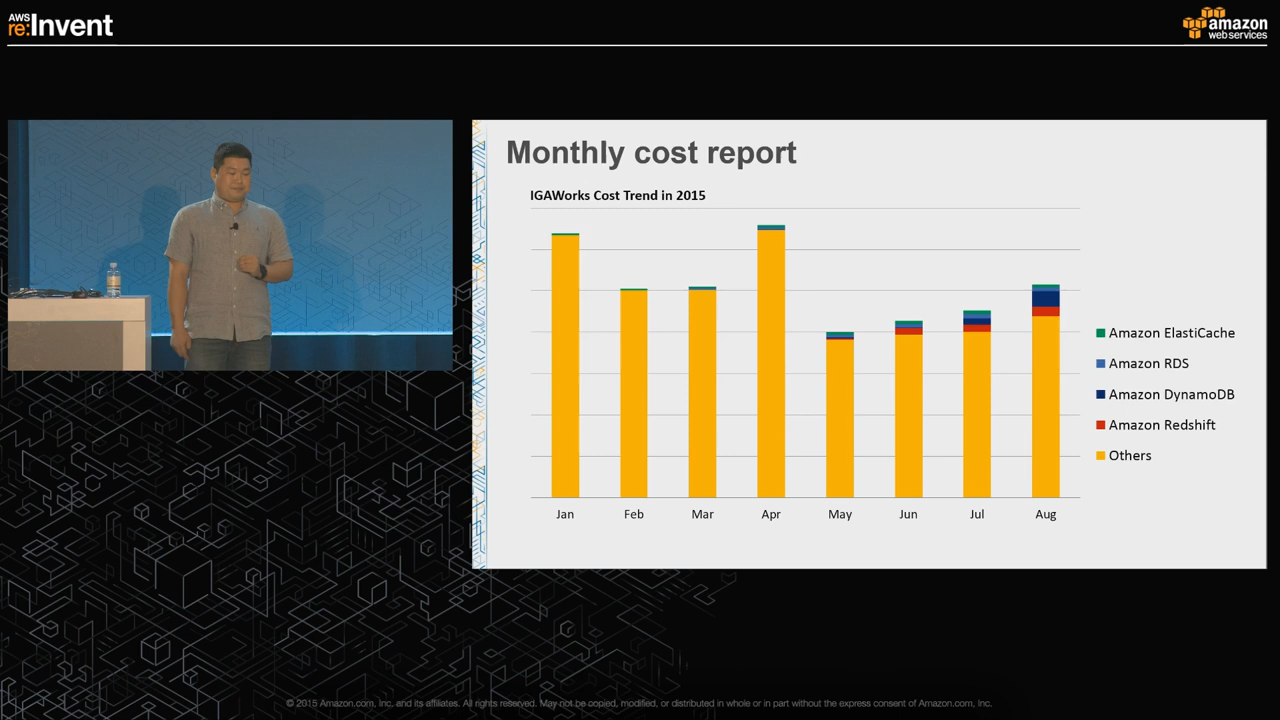 AWS
re:Invent
amazon
web services
Monthly cost report
IGAWorks Cost Trend in 2015
Amazon ElastiCache
Amazon RDS
Amazon DynamoDB
Amazon Redshift
Others
Jan Feb Mar Apr May Jun Jul Aug
© 2015 Amazon.com, Inc. and its affiliates. All rights reserved. May not be copied, modified, or distributed in whole or in part without the express consent of Amazon.com, Inc.